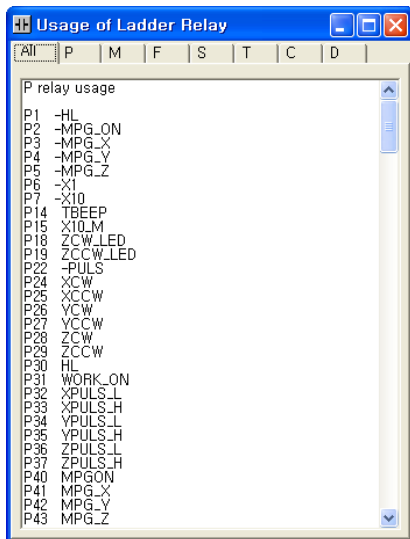 Usage of Ladder Relay
All P M F S T C D
P relay usage
P1 -HL
P2 -MPG_ON
P3 -MPG_X
P4 -MPG_Y
P5 -MPG_Z
P6 -X1
P7 -X10
P14 TBEEP
P15 X10_M
P18 ZCW_LED
P19 ZCCW_LED
P22 -PULS
P24 XCW
P25 XCCW
P26 YCW
P27 YCCW
P28 ZCW
P29 ZCCW
P30 HL
P31 WORK_ON
P32 XPULS_L
P33 XPULS_H
P34 YPULS_L
P35 YPULS_H
P36 ZPULS_L
P37 ZPULS_H
P40 MPGON
P41 MPG_X
P42 MPG_Y
P43 MPG_Z